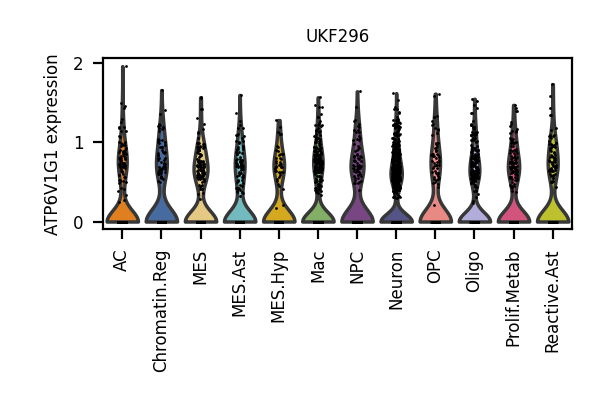 UKF296
ATP6V1G1 expression
2
1
0
AC
Chromatin.Reg
MES
MES.Ast
MES.Hyp
Mac
NPC
Neuron
OPC
Oligo
Prolif.Metab
Reactive.Ast